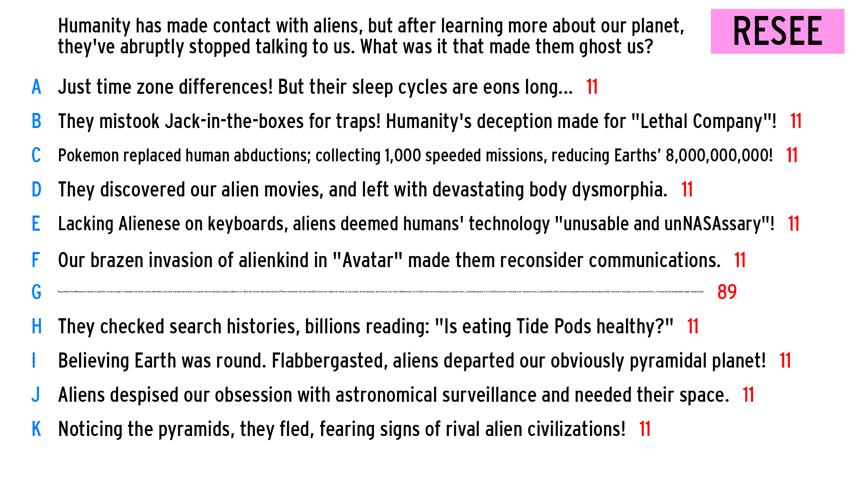 Humanity has made contact with aliens, but after learning more about our planet,
they've abruptly stopped talking to us. What was it that made them ghost us?
RESEE
A Just time zone differences! But their sleep cycles are eons long... 11
B They mistook Jack-in-the-boxes for traps! Humanity's deception made for "Lethal Company"! 11
C Pokemon replaced human abductions; collecting 1,000 speeded missions, reducing Earths' 8,000,000,000! 11
D They discovered our alien movies, and left with devastating body dysmorphia. 11
E Lacking Alienese on keyboards, aliens deemed humans' technology "unusable and unNASAssary"! 11
F Our brazen invasion of alienkind in "Avatar" made them reconsider communications. 11
G 89
H They checked search histories, billions reading: "Is eating Tide Pods healthy?" 11
I Believing Earth was round. Flabbergasted, aliens departed our obviously pyramidal planet! 11
J Aliens despised our obsession with astronomical surveillance and needed their space. 11
K Noticing the pyramids, they fled, fearing signs of rival alien civilizations! 11